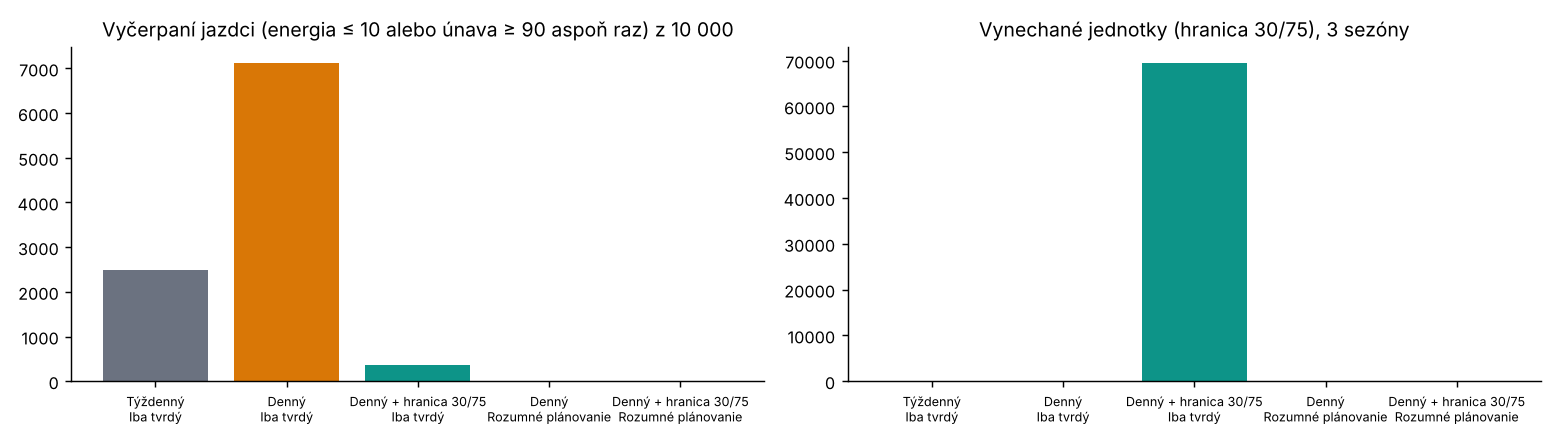 Vyčerpaní jazdci (energia ≤ 10 alebo únava ≥ 90 aspoň raz) z 10 000
7000
6000
5000
4000
3000
2000
1000
0
Týždenný
Iba tvrdý
Denný
Iba tvrdý
Denný + hranica 30/75
Iba tvrdý
Denný
Rozumné plánovanie
Denný + hranica 30/75
Rozumné plánovanie
Vynechané jednotky (hranica 30/75), 3 sezóny
70000
60000
50000
40000
30000
20000
10000
0
Týždenný
Iba tvrdý
Denný
Iba tvrdý
Denný + hranica 30/75
Iba tvrdý
Denný
Rozumné plánovanie
Denný + hranica 30/75
Rozumné plánovanie